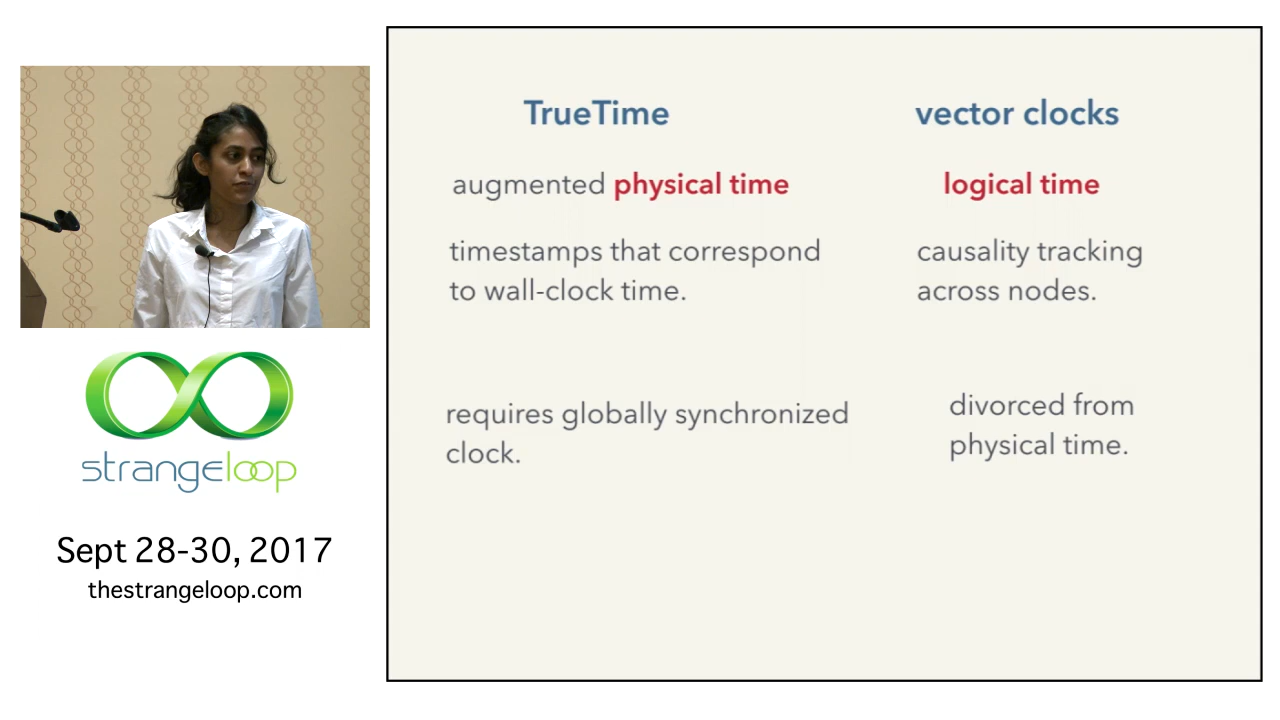 TrueTime
augmented physical time
timestamps that correspond
to wall-clock time.
requires globally synchronized
clock.
vector clocks
logical time
causality tracking
across nodes.
divorced from
physical time.
strangeloop
Sept 28-30, 2017
thestrangeloop.com